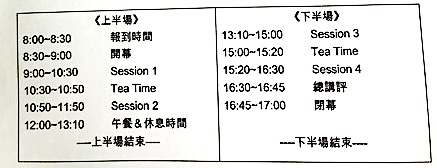 《上半場》
8:00~8:30 報到時間
8:30~9:00 開幕
9:00~10:30 Session 1
10:30~10:50 Tea Time
10:50~11:50 Session 2
12:00~13:10 午餐&休息時間
----上半場結束----
《下半場》
13:10~15:00 Session 3
15:00~15:20 Tea Time
15:20~16:30 Session 4
16:30~16:45 總講評
16:45~17:00 閉幕
----下半場結束----